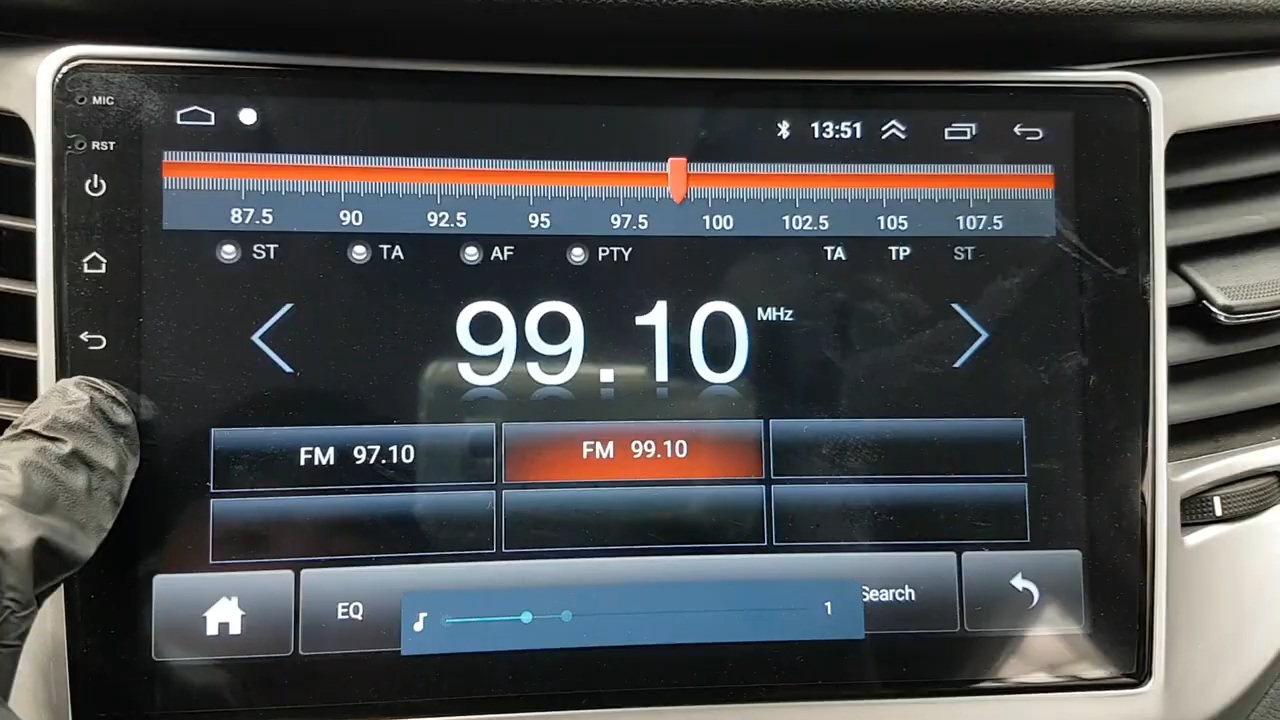 MIC
13:51
RST
87.5 90 92.5 95 97.5 100 102.5 105 107.5
ST TA AF PTY TA TP ST
99.10 MHz
FM 97.10 FM 99.10
EQ 1 Search